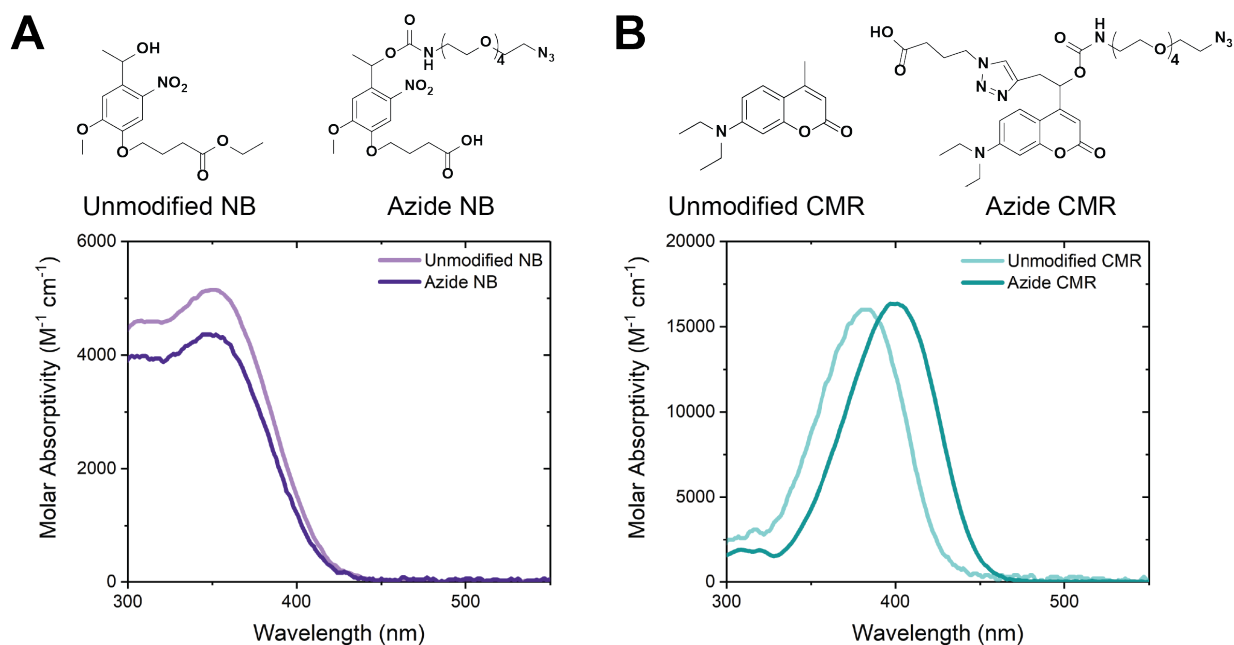 A
OH
NO2
O
O
O
O
Unmodified NB
O
O
N
H
O
4
N3
NO2
O
O
OH
O
Azide NB
6000
4000
2000
0
300
400
500
Molar Absorptivity (M-1 cm-1)
Wavelength (nm)
Unmodified NB
Azide NB
B
N
O
O
Unmodified CMR
HO
O
N
N
N
O
O
NH
O
4
N3
N
O
O
Azide CMR
20000
15000
10000
5000
0
300
400
500
Molar Absorptivity (M-1 cm-1)
Wavelength (nm)
Unmodified CMR
Azide CMR